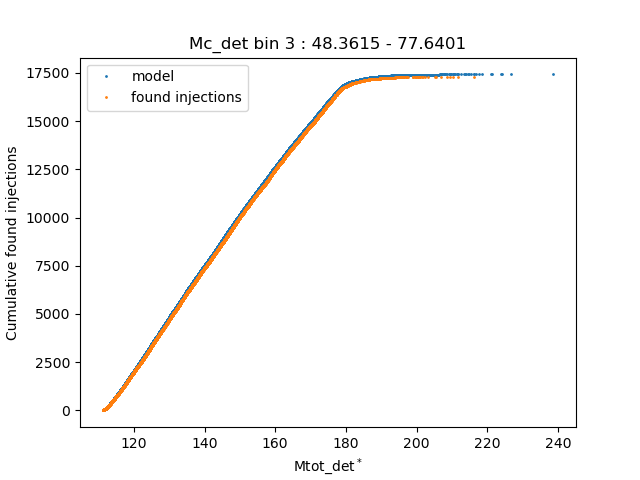 Mc_det bin 3 : 48.3615 - 77.6401
model
found injections
Cumulative found injections
17500
15000
12500
10000
7500
5000
2500
0
120 140 160 180 200 220 240
Mtot_det*